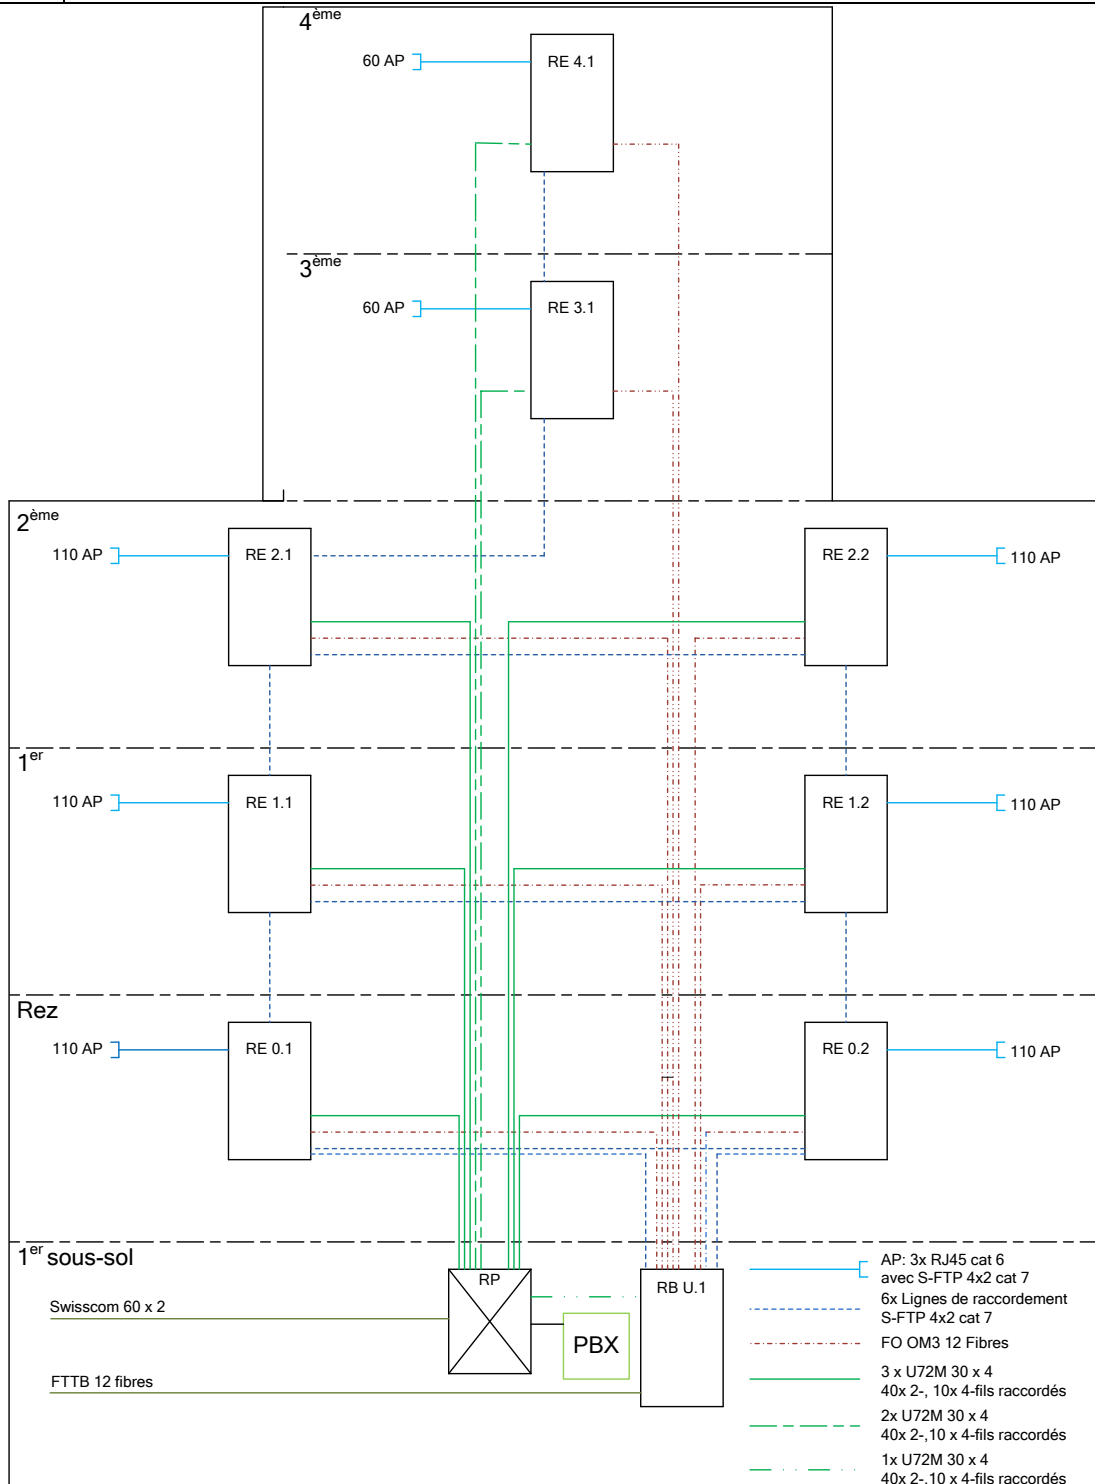 4ème
60 AP
RE 4.1
3ème
60 AP
RE 3.1
2ème
110 AP
RE 2.1
RE 2.2
110 AP
1er
110 AP
RE 1.1
RE 1.2
110 AP
Rez
110 AP
RE 0.1
RE 0.2
110 AP
1er sous-sol
RP
RB U.1
Swisscom 60 x 2
PBX
FTTB 12 fibres
AP: 3x RJ45 cat 6
avec S-FTP 4x2 cat 7
6x Lignes de raccordement
S-FTP 4x2 cat 7
FO OM3 12 Fibres
3 x U72M 30 x 4
40x 2-, 10x 4-fils raccordés
2x U72M 30 x 4
40x 2-,10 x 4-fils raccordés
1x U72M 30 x 4
40x 2-,10 x 4-fils raccordés